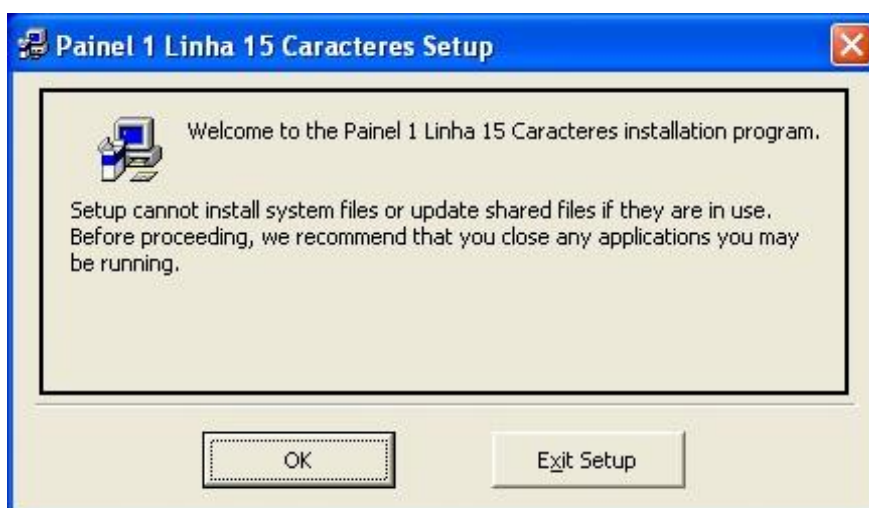 Painel 1 Linha 15 Caracteres Setup
Welcome to the Painel 1 Linha 15 Caracteres installation program.
Setup cannot install system files or update shared files if they are in use.
Before proceeding, we recommend that you close any applications you may
be running.
OK
Exit Setup